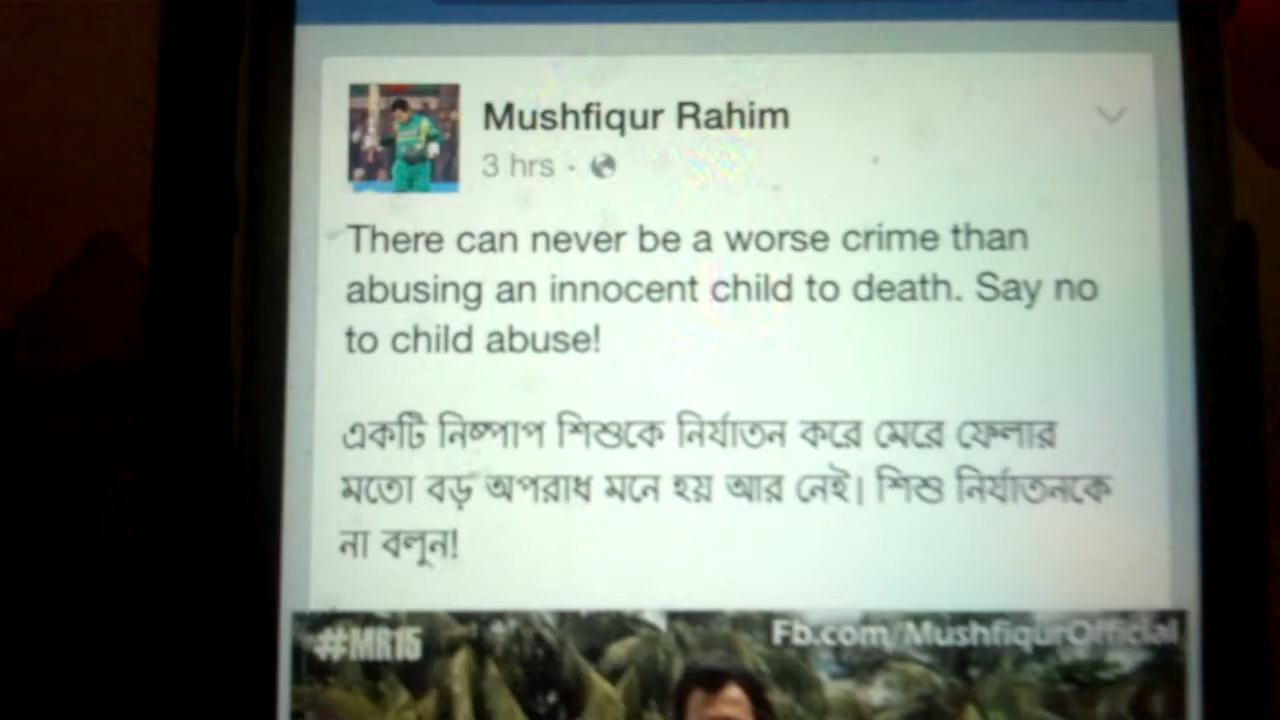 Mushfiqur Rahim
3 hrs ·
There can never be a worse crime than
abusing an innocent child to death. Say no
to child abuse!
একটি নিষ্পাপ শিশুকে নির্যাতন করে মেরে ফেলার
মতো বড় অপরাধ মনে হয় আর নেই। শিশু নির্যাতনকে
না বলুন!
#MR15
Fb.com/MushfiqurOfficial